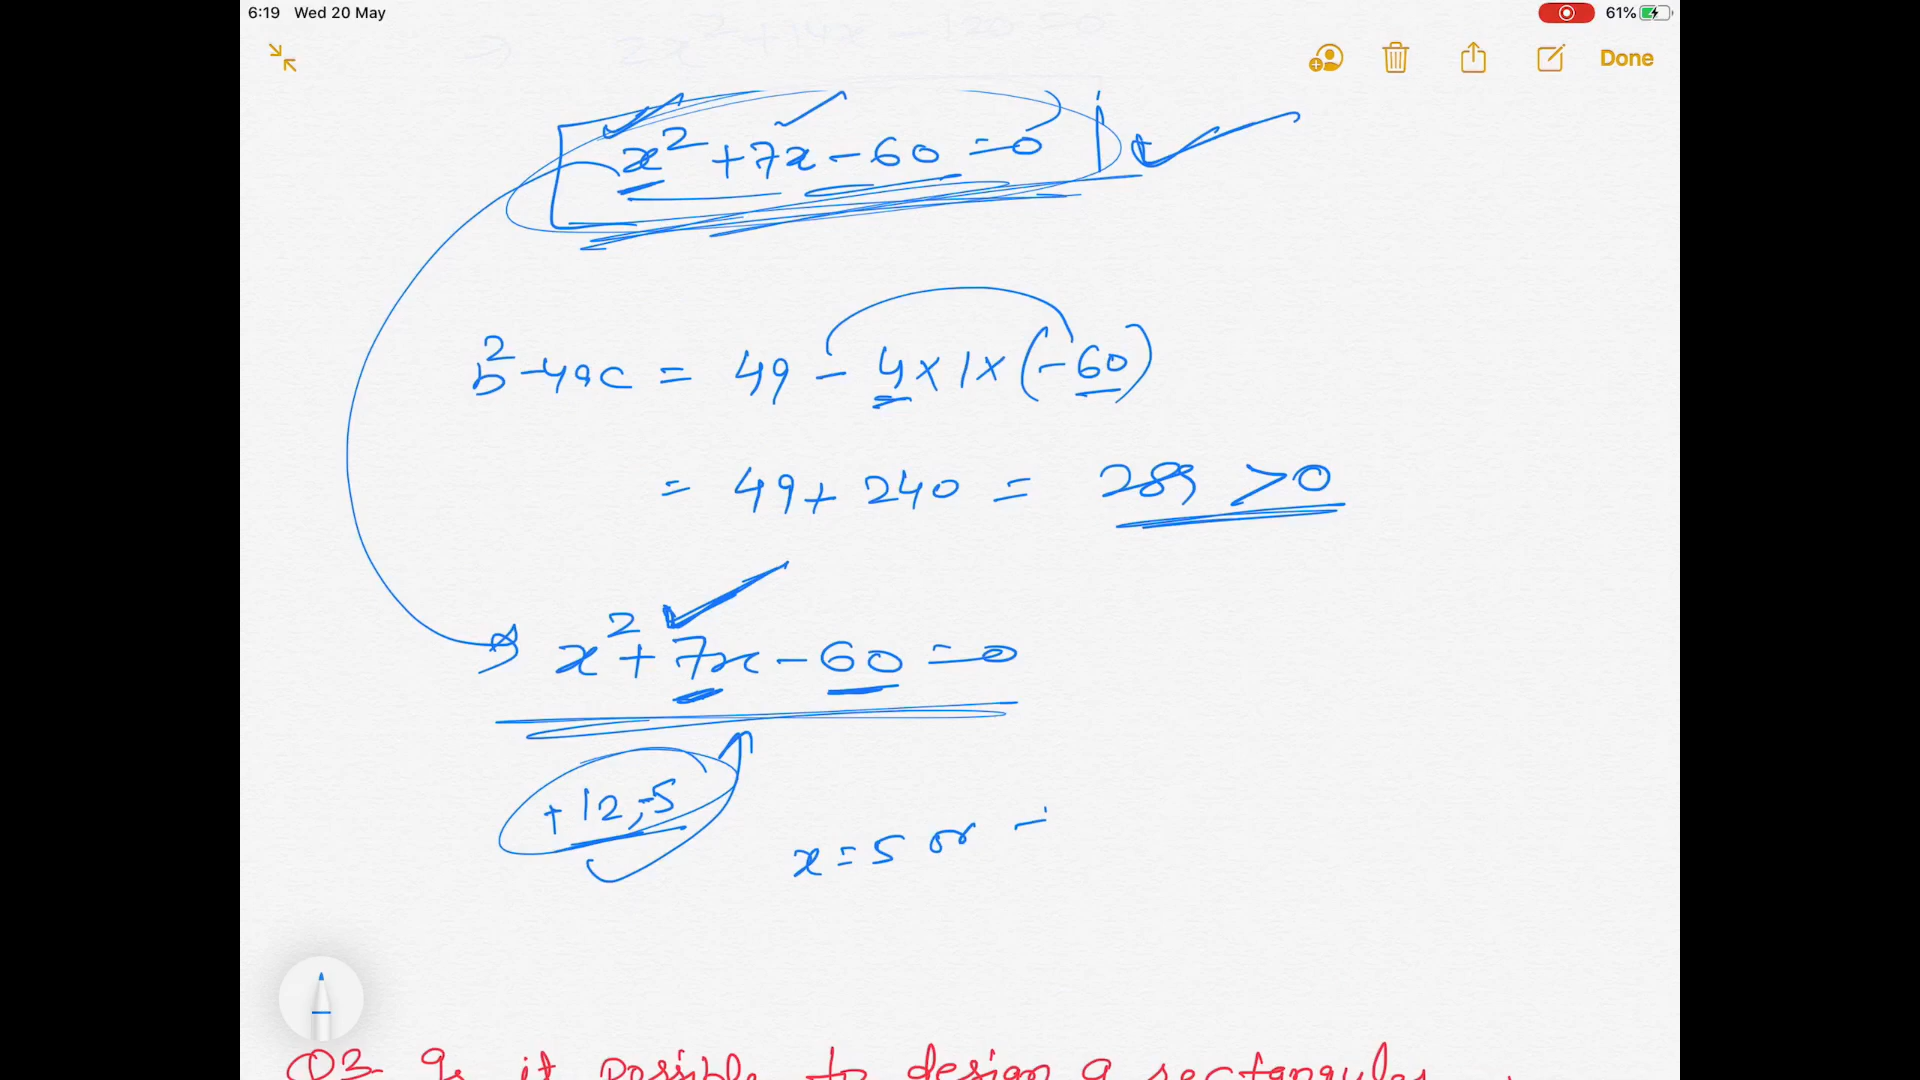 6:19 Wed 20 May 61%
Done
x² + 7x - 60 = 0
b² - 4ac = 49 - 4 × 1 × (-60)
= 49 + 240 = 289 > 0
⇒ x² + 7x - 60 = 0
+12, -5
x = 5 or -
Q3 Is it possible to design a rectangular